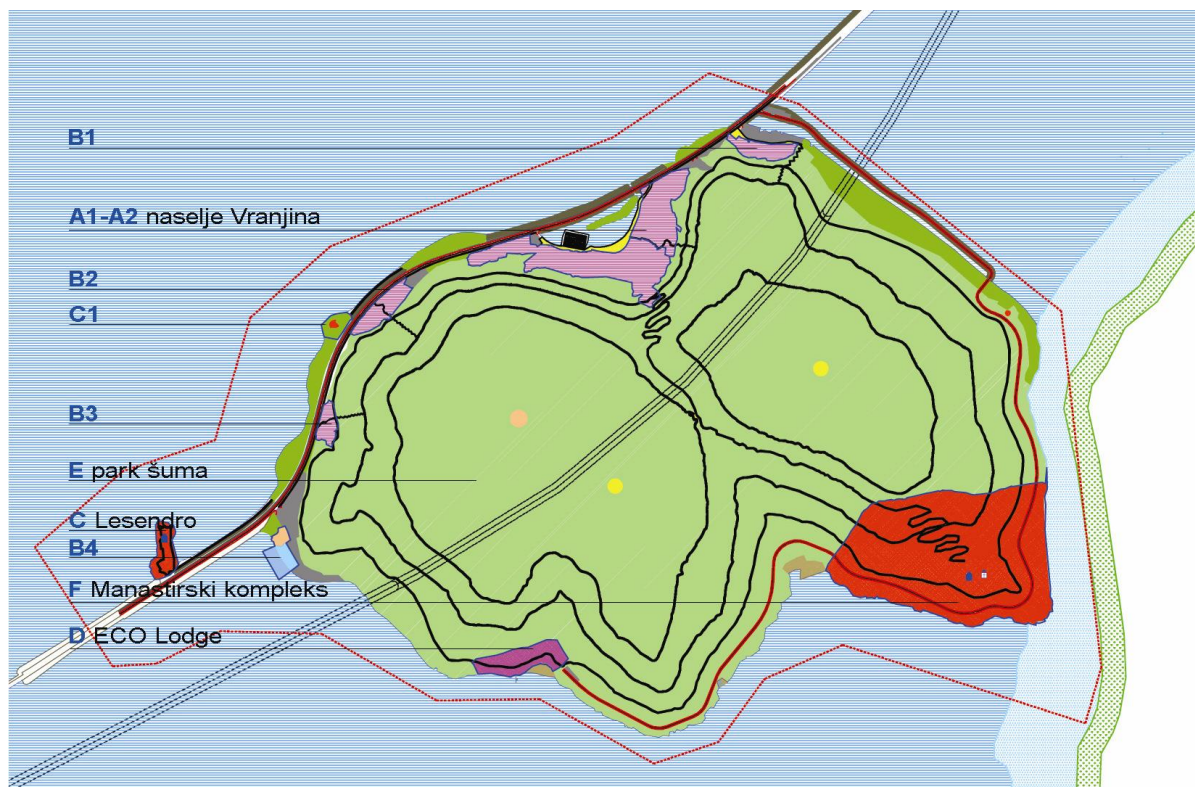 B1
A1-A2 naselje Vranjina
B2
C1
B3
E park šuma
C Lesendro
B4
F Manastirski kompleks
D ECO Lodge